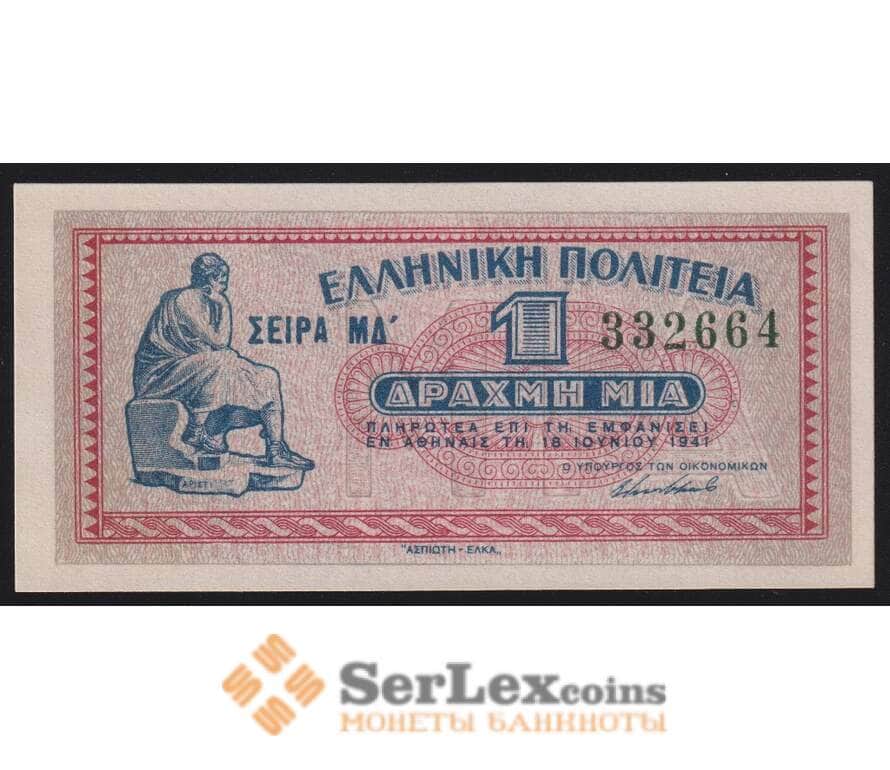 ΕΛΛΗΝΙΚΗ ΠΟΛΙΤΕΙΑ
ΣΕΙΡΑ ΜΔ' 1 332664
ΔΡΑΧΜΗ ΜΙΑ
ΠΛΗΡΩΤΕΑ ΕΠΙ ΤΗ ΕΜΦΑΝΙΣΕΙ
ΕΝ ΑΘΗΝΑΙΣ ΤΗ 18 ΙΟΥΝΙΟΥ 1941
Ο ΥΠΟΥΡΓΟΣ ΤΩΝ ΟΙΚΟΝΟΜΙΚΩΝ
"ΑΣΠΙΩΤΗ - ΕΛΚΑ„
SerLexcoins
МОНЕТЫ БАНКНОТЫ